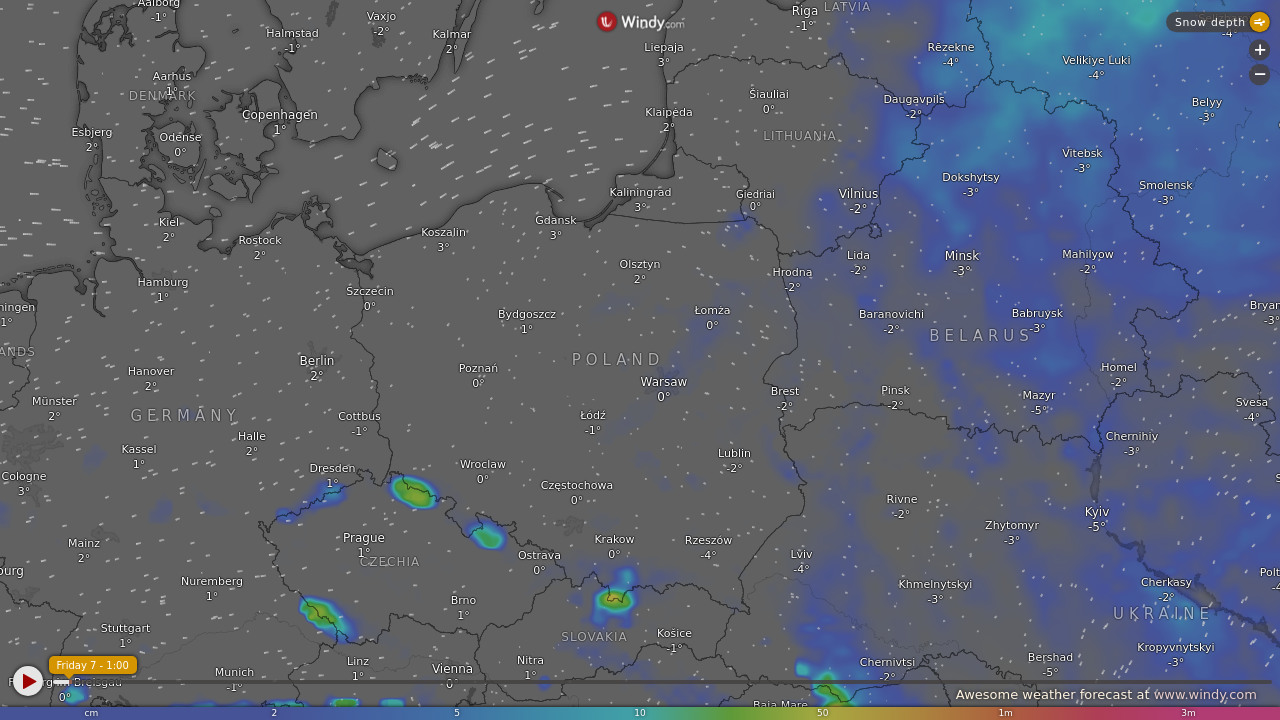 Aalborg
-1°
Halmstad
-1°
Vaxjo
-2°
Kalmar
2°
Windy.com
Liepaja
3°
Riga
-1°
LATVIA
Rēzekne
-4°
Velikiye Luki
-4°
Snow depth
-4°
+
−
Aarhus
1°
DENMARK
Copenhagen
1°
Esbjerg
2°
Odense
0°
Klaipėda
2°
Šiauliai
0°
LITHUANIA
Daugavpils
-2°
Belyy
-3°
Vitebsk
-3°
Dokshytsy
-3°
Smolensk
-3°
Kaliningrad
3°
Giedriai
0°
Vilnius
-2°
Kiel
2°
Rostock
2°
Koszalin
3°
Gdansk
3°
Olsztyn
2°
Hrodna
-2°
Lida
-2°
Minsk
-3°
Mahilyow
-2°
Hamburg
1°
Szczecin
0°
Bydgoszcz
1°
Łomża
0°
Baranovichi
-2°
Babruysk
-3°
BELARUS
-3°
1°
Hanover
2°
Berlin
2°
Poznań
0°
POLAND
Warsaw
0°
Brest
-2°
Pinsk
-2°
Homel
-2°
Mazyr
-5°
Svesa
-4°
Münster
2°
GERMANY
Cottbus
-1°
Łódź
-1°
Halle
2°
Kassel
1°
Chernihiv
-3°
Cologne
3°
Dresden
1°
Wroclaw
0°
Częstochowa
0°
Lublin
-2°
Rivne
-2°
Kyiv
-5°
Zhytomyr
-3°
Mainz
2°
Prague
1°
CZECHIA
Ostrava
0°
Krakow
0°
Rzeszów
-4°
Lviv
-4°
Khmelnytskyi
-3°
Cherkasy
-2°
UKRAINE
Nuremberg
1°
Brno
1°
Stuttgart
1°
SLOVAKIA
Košice
-1°
Kropyvnytskyi
-3°
Friday 7 - 1:00
Munich
-1°
Linz
1°
Vienna
0°
Nitra
1°
Chernivtsi
-2°
Bershad
-5°
0°
Baia Mare
Awesome weather forecast at www.windy.com
cm 2 5 10 50 1m 3m